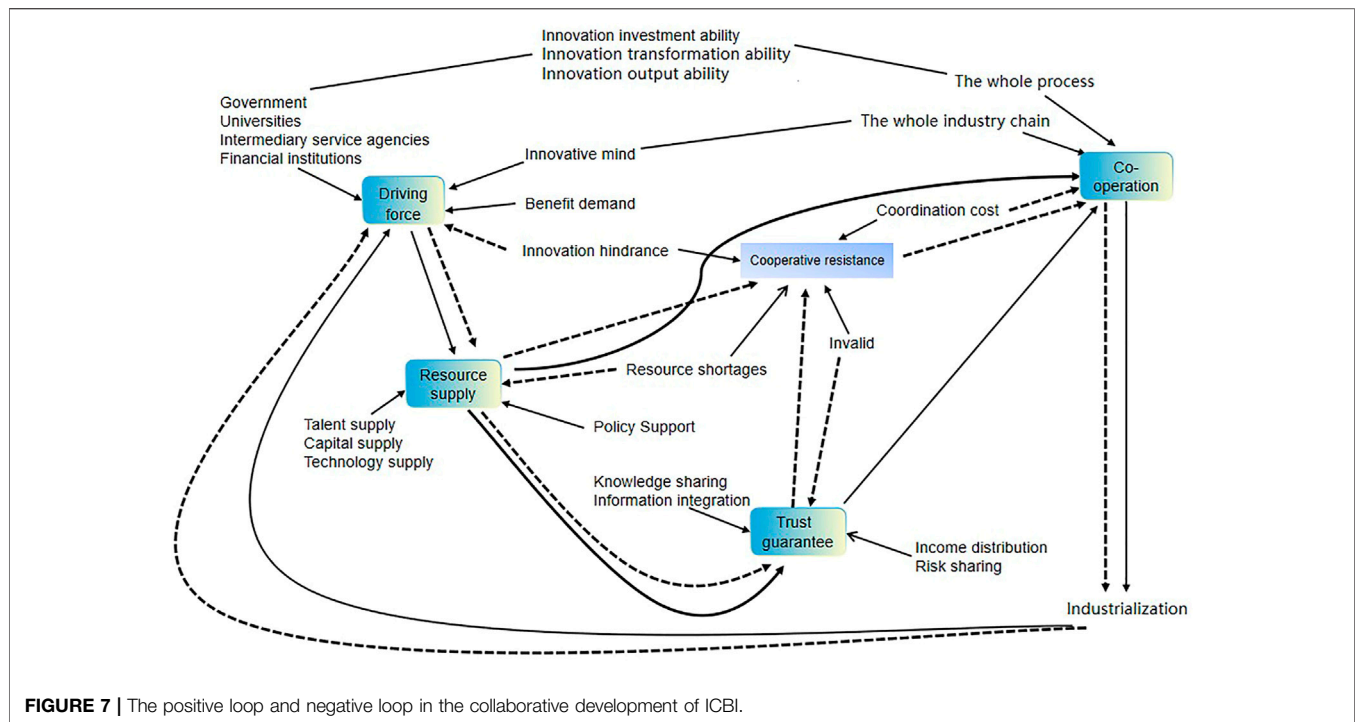 Innovation investment ability
Innovation transformation ability
Innovation output ability
The whole process
Government
Universities
Intermediary service agencies
Financial institutions
The whole industry chain
Innovative mind
Co-
operation
Driving
force
Benefit demand
Coordination cost
Innovation hindrance
Cooperative resistance
Invalid
Resource
supply
Resource shortages
Talent supply
Capital supply
Technology supply
Policy Support
Knowledge sharing
Information integration
Trust
guarantee
Income distribution
Risk sharing
Industrialization
FIGURE 7 | The positive loop and negative loop in the collaborative development of ICBI.